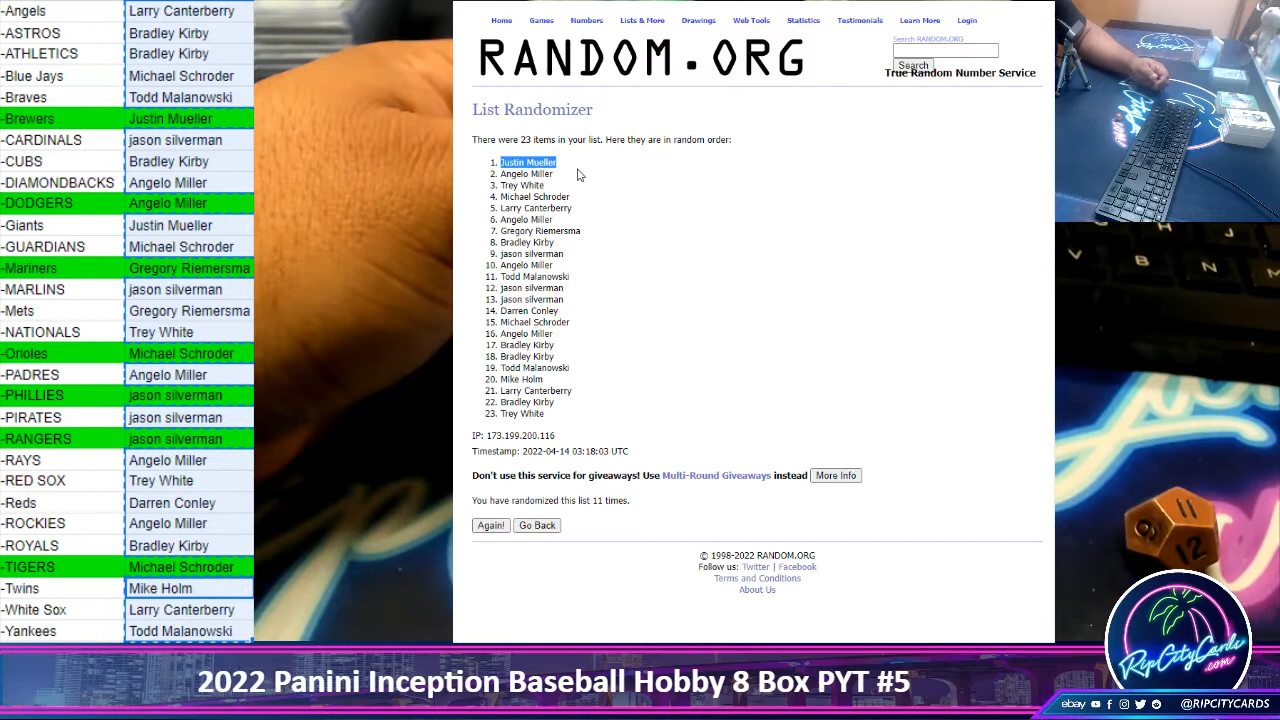 -Angels Larry Canterberry
-ASTROS Bradley Kirby
-ATHLETICS Bradley Kirby
-Blue Jays Michael Schroder
-Braves Todd Malanowski
-Brewers Justin Mueller
-CARDINALS jason silverman
-CUBS Bradley Kirby
-DIAMONDBACKS Angelo Miller
-DODGERS Angelo Miller
-Giants Justin Mueller
-GUARDIANS Michael Schroder
-Mariners Gregory Riemersma
-MARLINS jason silverman
-Mets Gregory Riemersma
-NATIONALS Trey White
-Orioles Michael Schroder
-PADRES Angelo Miller
-PHILLIES jason silverman
-PIRATES jason silverman
-RANGERS jason silverman
-RAYS Angelo Miller
-RED SOX Trey White
-Reds Darren Conley
-ROCKIES Angelo Miller
-ROYALS Bradley Kirby
-TIGERS Michael Schroder
-Twins Mike Holm
-White Sox Larry Canterberry
-Yankees Todd Malanowski
Home Games Numbers Lists & More Drawings Web Tools Statistics Testimonials Learn More Login
RANDOM.ORG
Search RANDOM.ORG
Search
True Random Number Service
List Randomizer
There were 23 items in your list. Here they are in random order:
1. Justin Mueller
2. Angelo Miller
3. Trey White
4. Michael Schroder
5. Larry Canterberry
6. Angelo Miller
7. Gregory Riemersma
8. Bradley Kirby
9. jason silverman
10. Angelo Miller
11. Todd Malanowski
12. jason silverman
13. jason silverman
14. Darren Conley
15. Michael Schroder
16. Angelo Miller
17. Bradley Kirby
18. Bradley Kirby
19. Todd Malanowski
20. Mike Holm
21. Larry Canterberry
22. Bradley Kirby
23. Trey White
IP: 173.199.200.116
Timestamp: 2022-04-14 03:18:03 UTC
Don't use this service for giveaways! Use Multi-Round Giveaways instead More Info
You have randomized this list 11 times.
Again! Go Back
© 1998-2022 RANDOM.ORG
Follow us: Twitter | Facebook
Terms and Conditions
About Us
11
RipCityCards
.com
2022 Panini Inception Baseball Hobby 8 Box PYT #5
ebay @RIPCITYCARDS